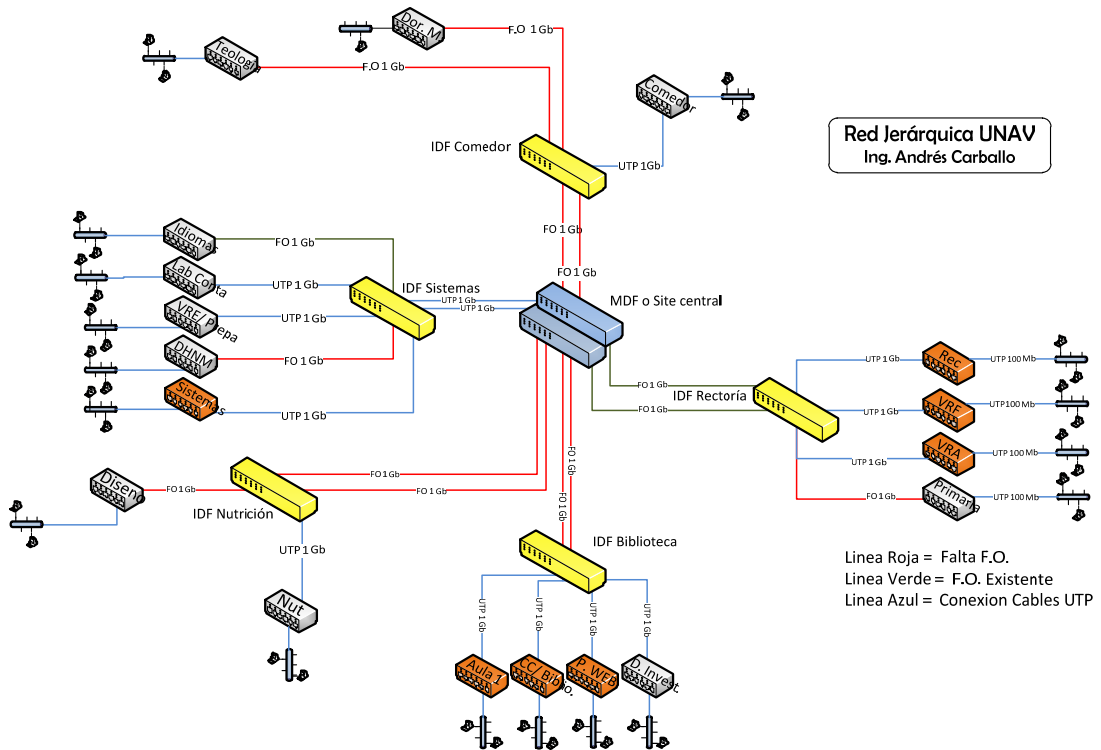 Dor. M
F.O 1 Gb
Teología
F.O 1 Gb
Comedor
Red Jerárquica UNAV
Ing. Andrés Carballo
IDF Comedor
UTP 1Gb
Idiomas
FO 1 Gb
FO 1 Gb
FO 1 Gb
Lab Conta
UTP 1 Gb
IDF Sistemas
UTP 1 Gb
UTP 1 Gb
MDF o Site central
VRE/ Prepa
UTP 1 Gb
DHNM
FO 1 Gb
Sistemas
UTP 1 Gb
Rec
UTP 1 Gb
UTP 100 Mb
FO 1 Gb
FO 1 Gb
IDF Rectoría
VRF
UTP 1 Gb
UTP 100 Mb
VRA
UTP 1 Gb
UTP 100 Mb
Primaria
FO 1 Gb
UTP 100 Mb
FO 1 Gb
FO 1 Gb
FO 1 Gb
FO 1 Gb
Diseño
FO 1 Gb
IDF Nutrición
UTP 1 Gb
Nut
IDF Biblioteca
UTP 1 Gb
UTP 1 Gb
UTP 1 Gb
UTP 1 Gb
Aula 1
CC/ Biblio.
P. WEB
D. Invest.
Linea Roja = Falta F.O.
Linea Verde = F.O. Existente
Linea Azul = Conexion Cables UTP